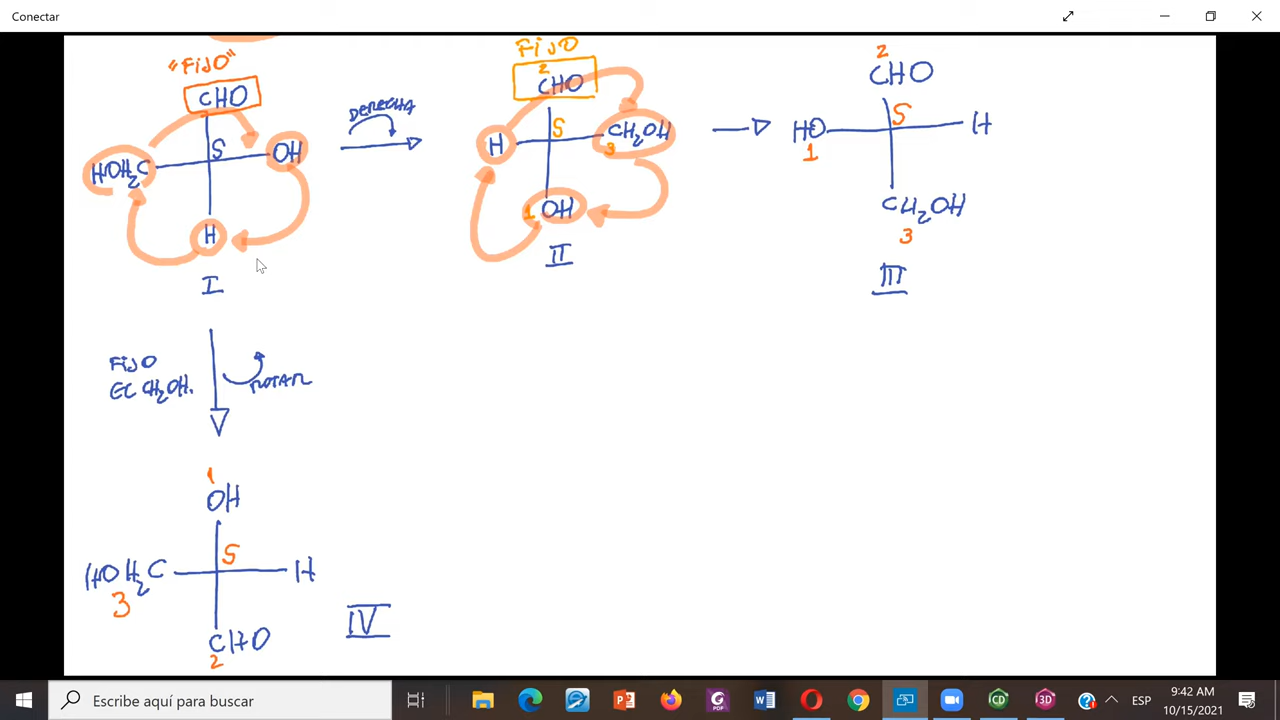 Conectar
"FIJO"
CHO
HOH₂C
S
OH
H
I
DERECHA
FIJO
2
CHO
S
H
CH₂OH
3
1
OH
II
2
CHO
S
HO
1
H
CH₂OH
3
III
FIJO
EL CH₂OH.
ROTAR
1
OH
S
HOH₂C
3
H
CHO
2
IV
Escribe aquí para buscar
ESP
9:42 AM
10/15/2021